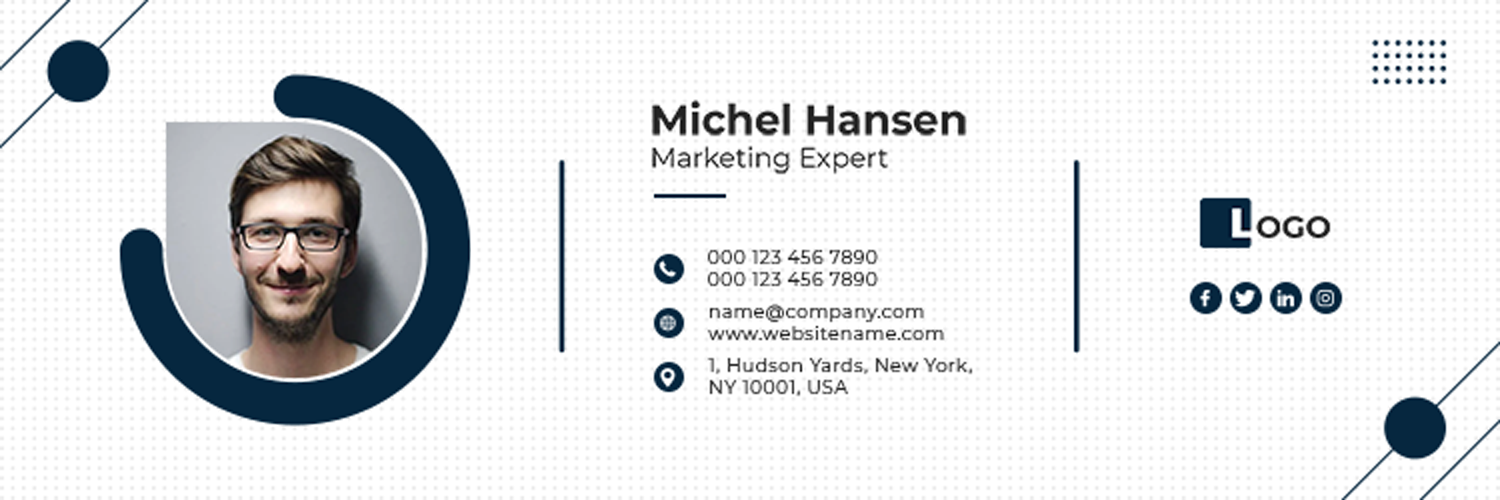 Michel Hansen
Marketing Expert
000 123 456 7890
000 123 456 7890
name@company.com
www.websitename.com
1, Hudson Yards, New York,
NY 10001, USA
LOGO